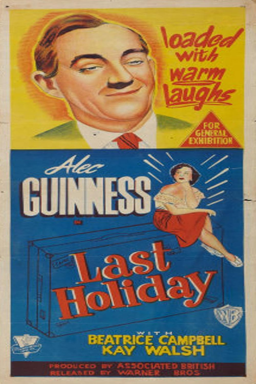 loaded
with
warm
laughs
FOR
GENERAL
EXHIBITION
Alec
GUINNESS
Last
Holiday
WB
WITH
BEATRICE CAMPBELL
KAY WALSH
PRODUCED BY ASSOCIATED BRITISH
RELEASED BY WARNER BROS.